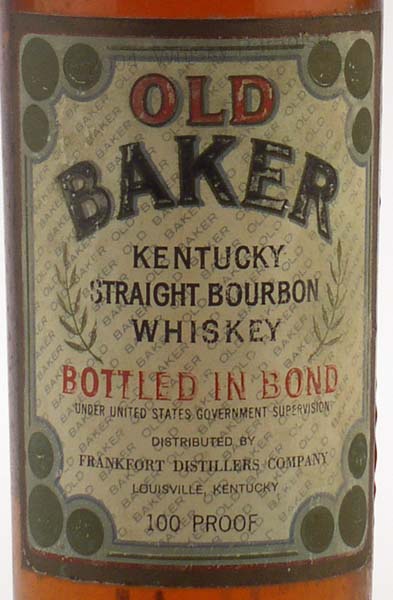 OLD
BAKER
KENTUCKY
STRAIGHT BOURBON
WHISKEY
BOTTLED IN BOND
UNDER UNITED STATES GOVERNMENT SUPERVISION
DISTRIBUTED BY
FRANKFORT DISTILLERS COMPANY
LOUISVILLE, KENTUCKY
100 PROOF